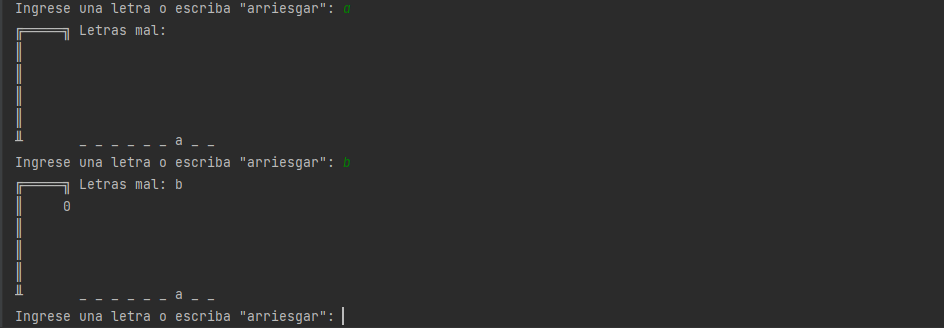 Ingrese una letra o escriba "arriesgar": a
╔═════╗ Letras mal:
║
║
║
║
╩       _ _ _ _ _ _ a _ _
Ingrese una letra o escriba "arriesgar": b
╔═════╗ Letras mal: b
║     0
║
║
║
╩       _ _ _ _ _ _ a _ _
Ingrese una letra o escriba "arriesgar":